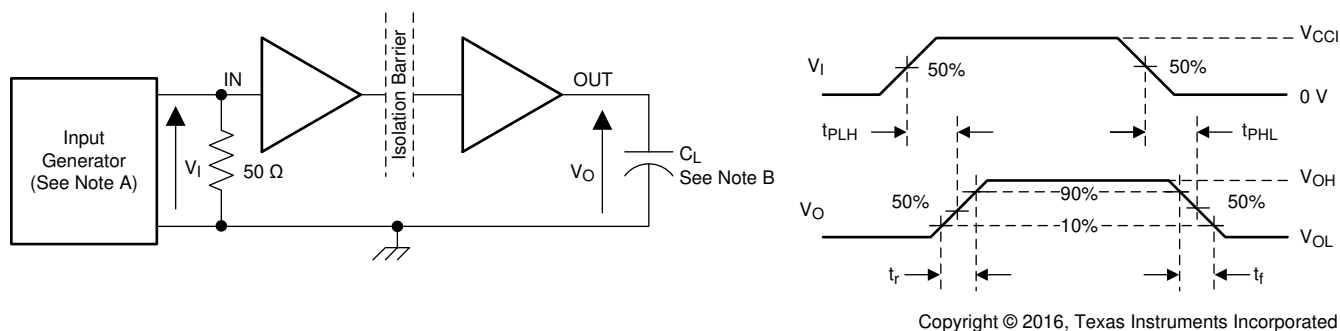 Input
Generator
(See Note A)
V_I
IN
50 Ω
Isolation Barrier
OUT
V_O
C_L
See Note B
V_I
50%
50%
V_CCI
0 V
t_PLH
t_PHL
V_O
50%
90%
10%
50%
V_OH
V_OL
t_r
t_f
Copyright © 2016, Texas Instruments Incorporated